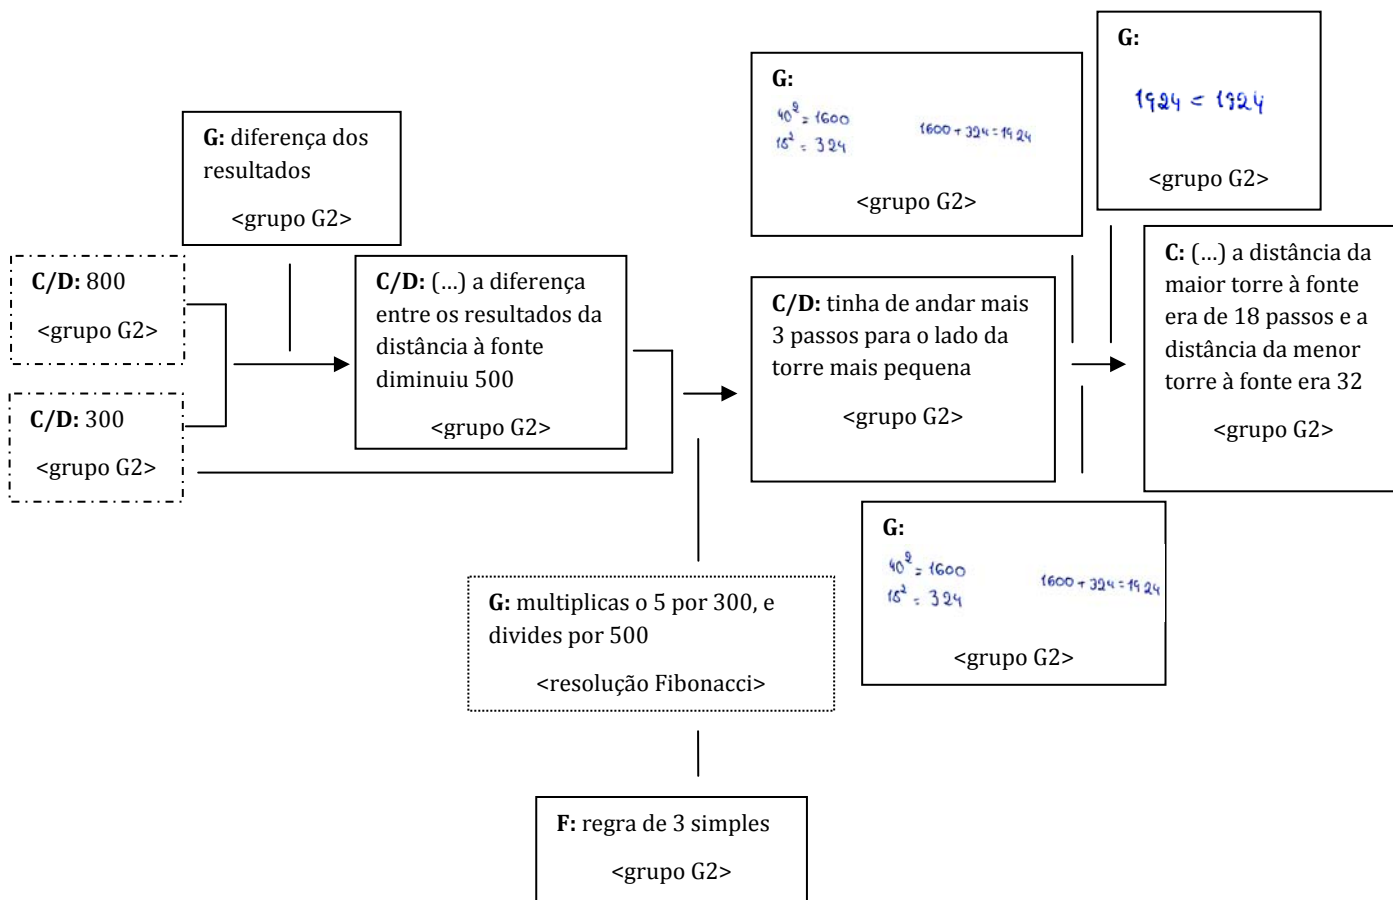 G:
1924 = 1924
<grupo G2>
G:
40² = 1600
18² = 324
1600 + 324 = 1924
<grupo G2>
G: diferença dos
resultados
<grupo G2>
C/D: 800
<grupo G2>
C/D: 300
<grupo G2>
C/D: (...) a diferença
entre os resultados da
distância à fonte
diminuiu 500
<grupo G2>
C/D: tinha de andar mais
3 passos para o lado da
torre mais pequena
<grupo G2>
C: (...) a distância da
maior torre à fonte
era de 18 passos e a
distância da menor
torre à fonte era 32
<grupo G2>
G:
40² = 1600
18² = 324
1600 + 324 = 1924
<grupo G2>
G: multiplicas o 5 por 300, e
divides por 500
<resolução Fibonacci>
F: regra de 3 simples
<grupo G2>